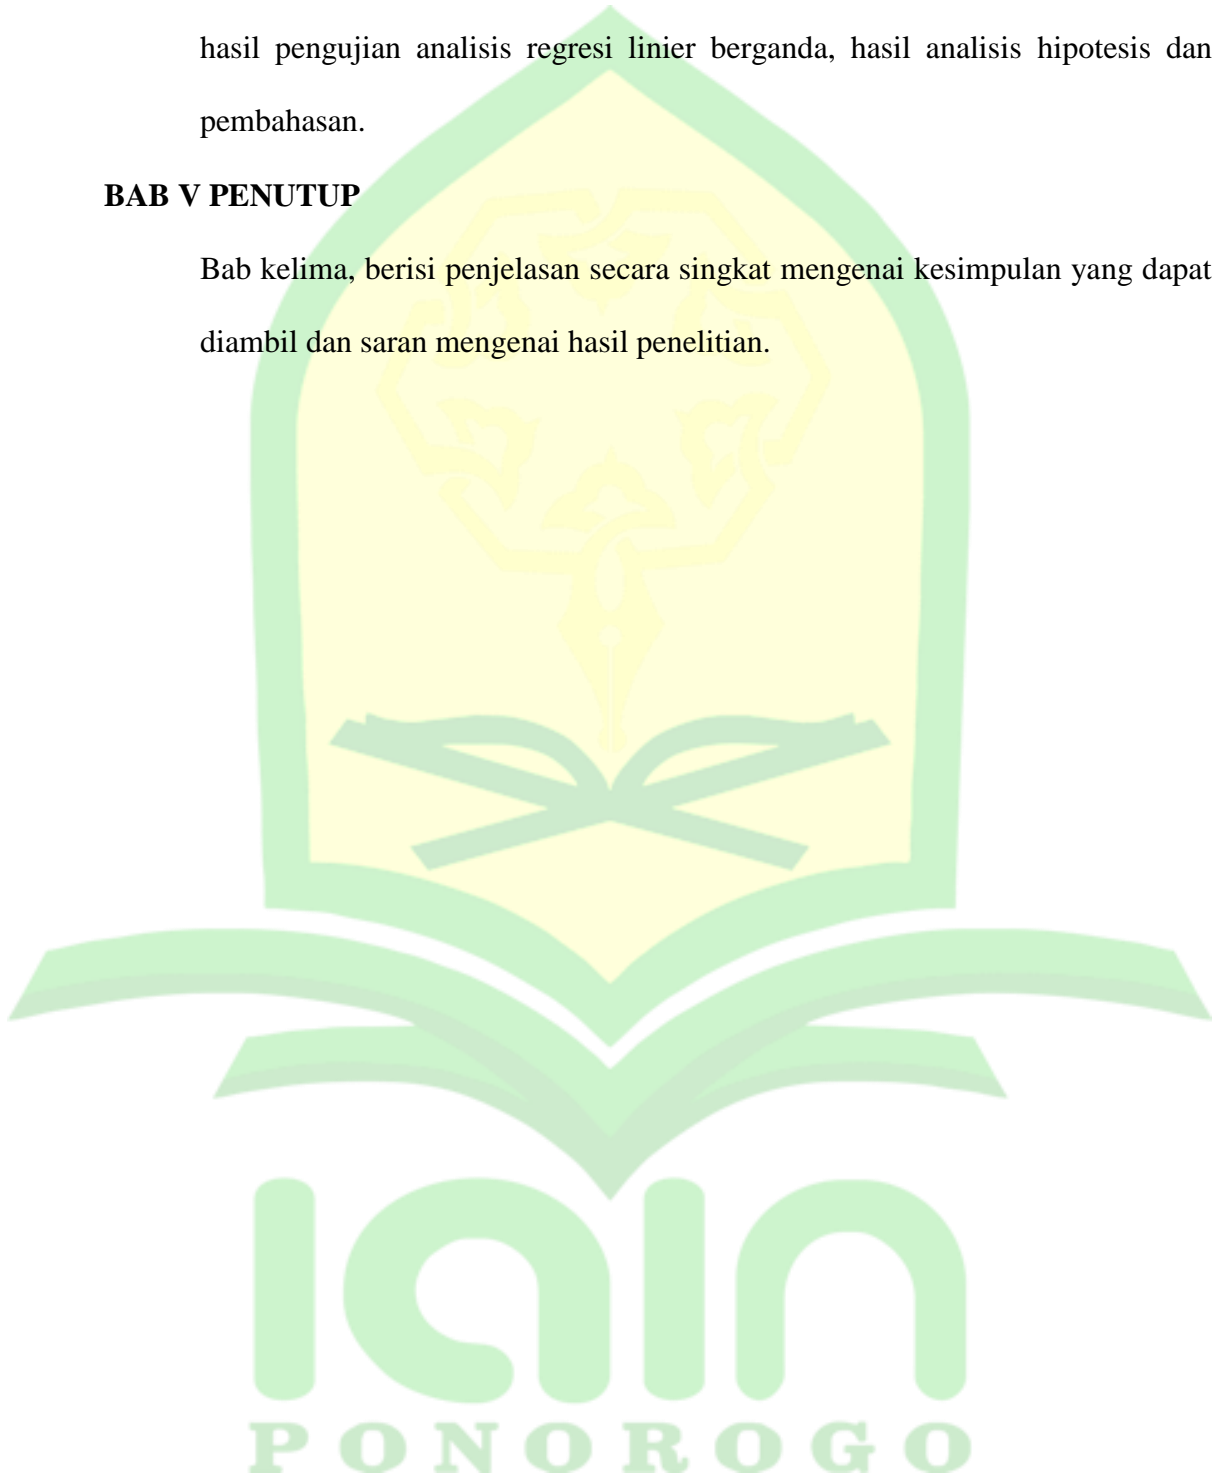 hasil pengujian analisis regresi linier berganda, hasil analisis hipotesis dan
pembahasan.
BAB V PENUTUP
Bab kelima, berisi penjelasan secara singkat mengenai kesimpulan yang dapat
diambil dan saran mengenai hasil penelitian.
iain
PONOROGO